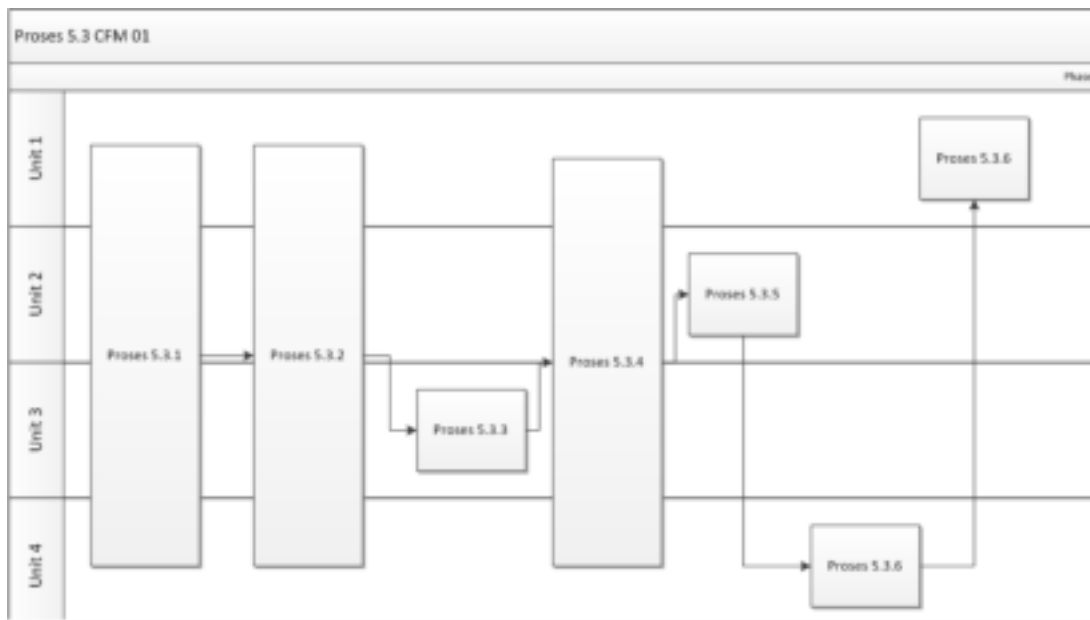 Proses 5.3 CFM 01
Phase
Unit 1
Proses 5.3.6
Unit 2
Proses 5.3.5
Proses 5.3.1
Proses 5.3.2
Proses 5.3.4
Unit 3
Proses 5.3.3
Unit 4
Proses 5.3.6